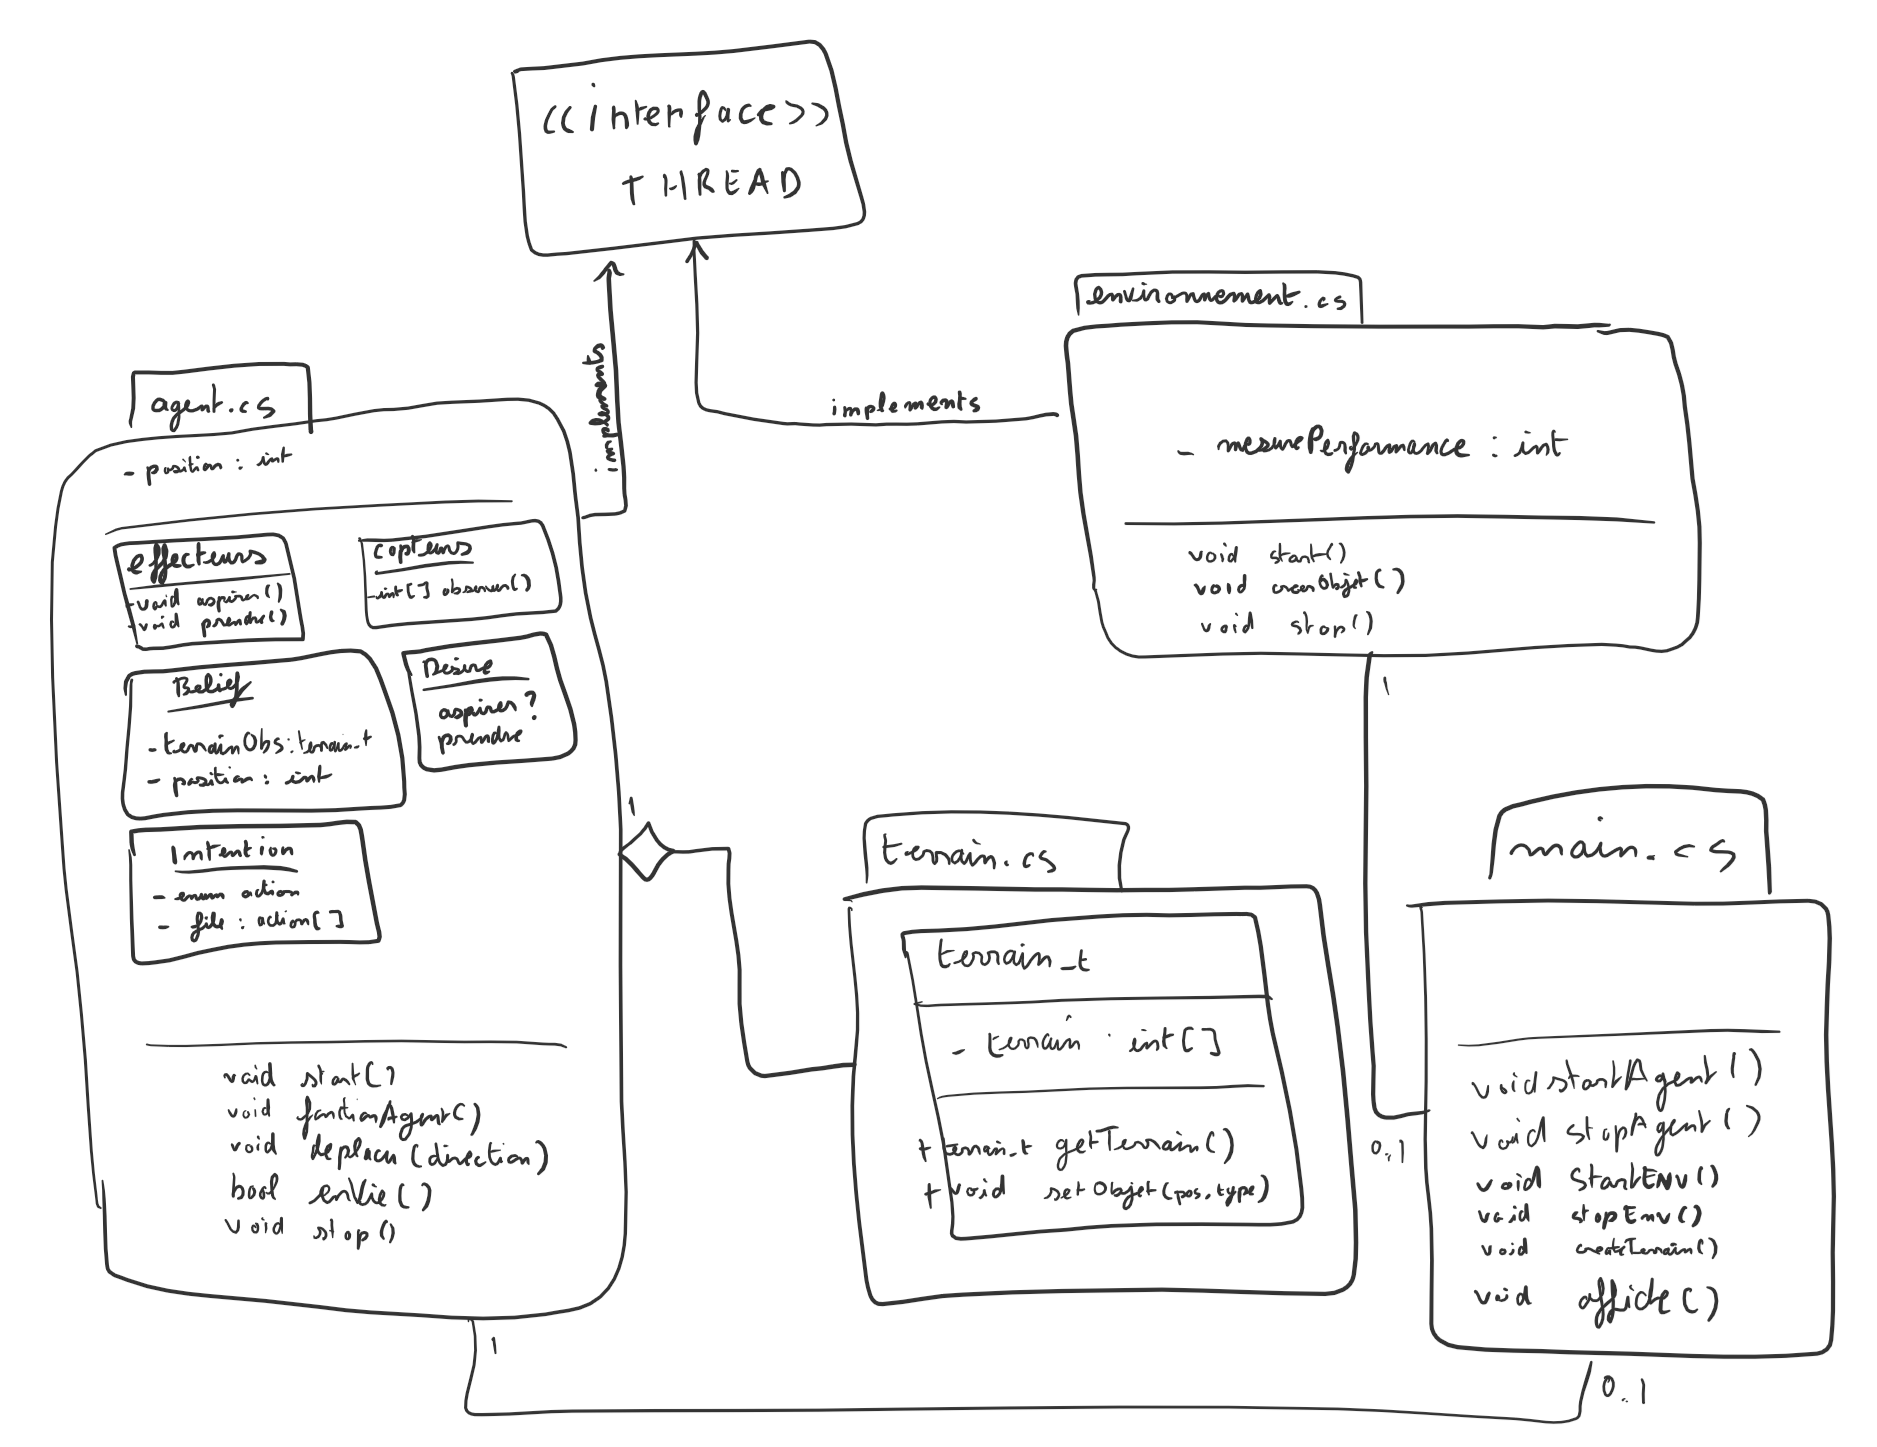 <<interface>>
THREAD
implements
implements
environnement.cs
- mesurePerformance : int
void start()
void creerObjet()
void stop()
1
agent.cs
- position : int
effecteurs
- void aspirer()
- void prendre()
capteurs
- int[] observer()
Belief
- terrainObs : terrain_t
- position : int
Desire
aspirer ?
prendre
Intention
- enum action
- file : action[]
void start()
void fonctionAgent()
void deplacer(direction)
bool enVie()
void stop()
1
1
terrain.cs
terrain_t
- terrain : int[]
+ terrain_t getTerrain()
+ void setObjet(pos, type)
main.cs
void startAgent()
void stopAgent()
void startENV()
void stopEnv()
void createTerrain()
void affiche()
0..1
0..1